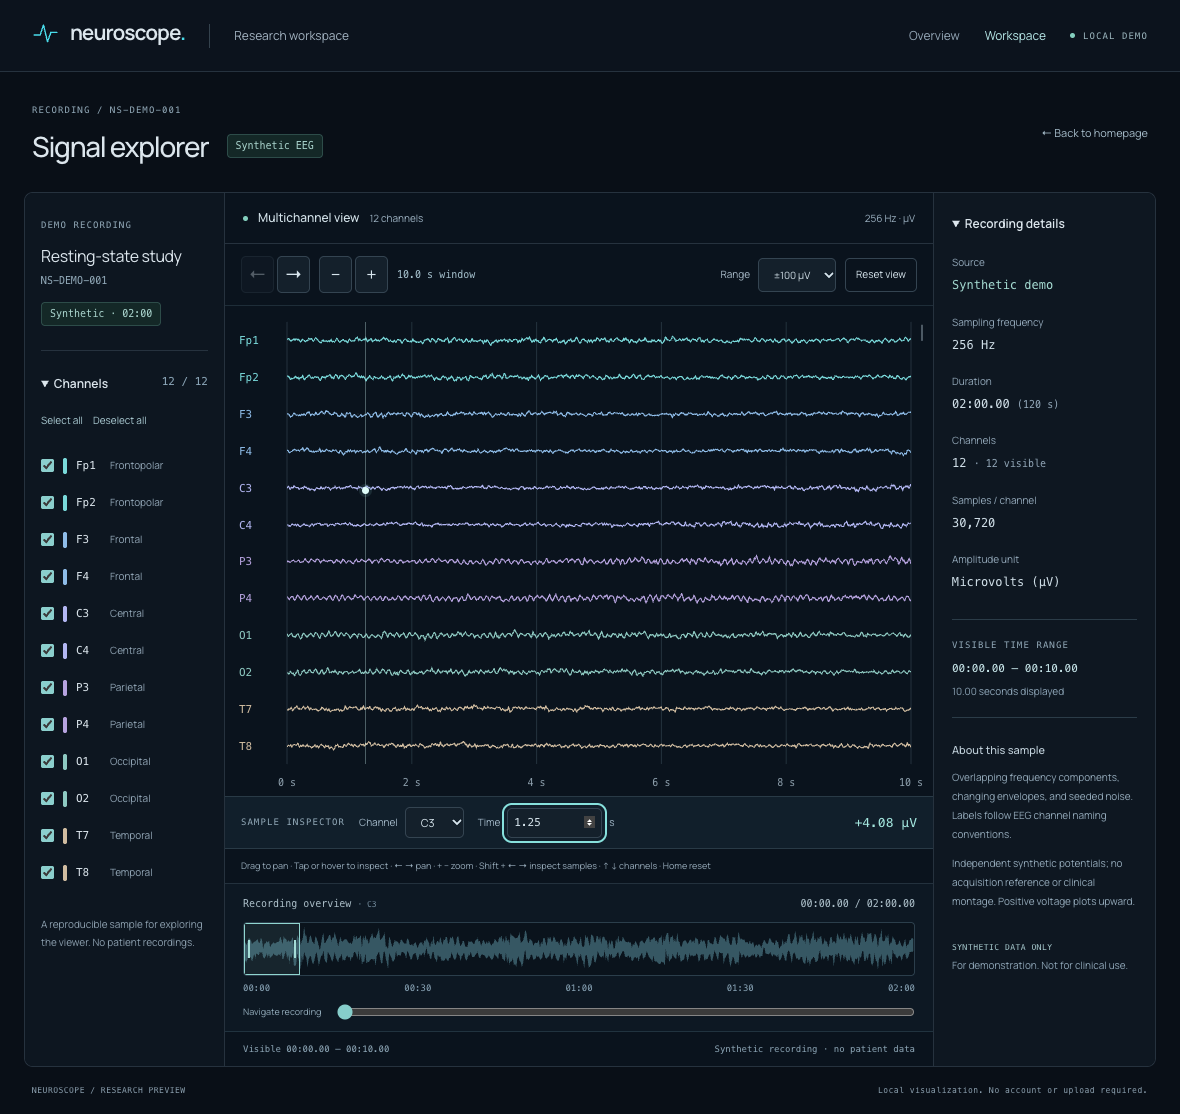 neuroscope.
Research workspace
Overview
Workspace
LOCAL DEMO
RECORDING / NS-DEMO-001
Signal explorer
Synthetic EEG
← Back to homepage
DEMO RECORDING
Resting-state study
NS-DEMO-001
Synthetic · 02:00
▼ Channels
12 / 12
Select all
Deselect all
Fp1 Frontopolar
Fp2 Frontopolar
F3 Frontal
F4 Frontal
C3 Central
C4 Central
P3 Parietal
P4 Parietal
O1 Occipital
O2 Occipital
T7 Temporal
T8 Temporal
A reproducible sample for exploring
the viewer. No patient recordings.
Multichannel view
12 channels
256 Hz · µV
← → − + 10.0 s window
Range
±100 µV
Reset view
Fp1
Fp2
F3
F4
C3
C4
P3
P4
O1
O2
T7
T8
0 s 2 s 4 s 6 s 8 s 10 s
SAMPLE INSPECTOR Channel C3 Time 1.25 s +4.08 µV
Drag to pan · Tap or hover to inspect · ← → pan · + − zoom · Shift + ← → inspect samples · ↑ ↓ channels · Home reset
Recording overview · C3
00:00.00 / 02:00.00
00:00 00:30 01:00 01:30 02:00
Navigate recording
Visible 00:00.00 — 00:10.00
Synthetic recording · no patient data
▼ Recording details
Source
Synthetic demo
Sampling frequency
256 Hz
Duration
02:00.00 (120 s)
Channels
12 · 12 visible
Samples / channel
30,720
Amplitude unit
Microvolts (µV)
VISIBLE TIME RANGE
00:00.00 — 00:10.00
10.00 seconds displayed
About this sample
Overlapping frequency components,
changing envelopes, and seeded noise.
Labels follow EEG channel naming
conventions.
Independent synthetic potentials; no
acquisition reference or clinical
montage. Positive voltage plots upward.
SYNTHETIC DATA ONLY
For demonstration. Not for clinical use.
NEUROSCOPE / RESEARCH PREVIEW
Local visualization. No account or upload required.